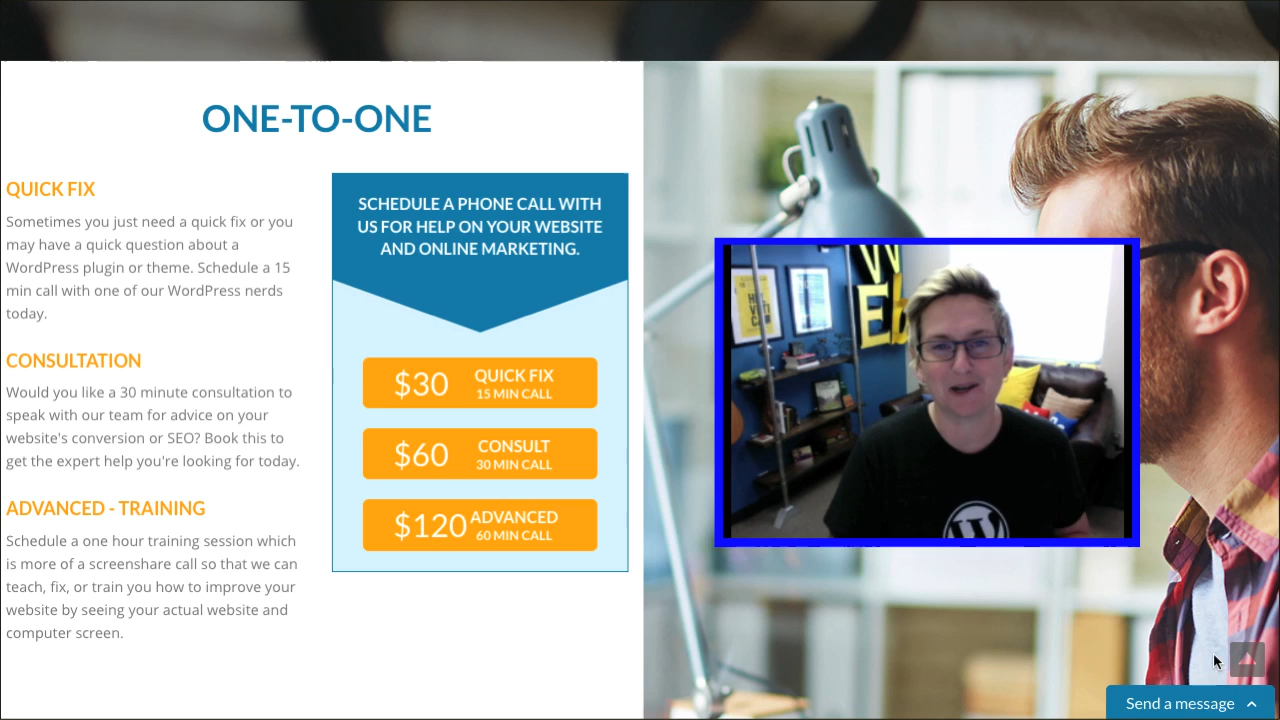 ONE-TO-ONE
QUICK FIX
Sometimes you just need a quick fix or you
may have a quick question about a
WordPress plugin or theme. Schedule a 15
min call with one of our WordPress nerds
today.
CONSULTATION
Would you like a 30 minute consultation to
speak with our team for advice on your
website's conversion or SEO? Book this to
get the expert help you're looking for today.
ADVANCED - TRAINING
Schedule a one hour training session which
is more of a screenshare call so that we can
teach, fix, or train you how to improve your
website by seeing your actual website and
computer screen.
SCHEDULE A PHONE CALL WITH
US FOR HELP ON YOUR WEBSITE
AND ONLINE MARKETING.
$30 QUICK FIX
15 MIN CALL
$60 CONSULT
30 MIN CALL
$120 ADVANCED
60 MIN CALL
W
Eb
W
Send a message